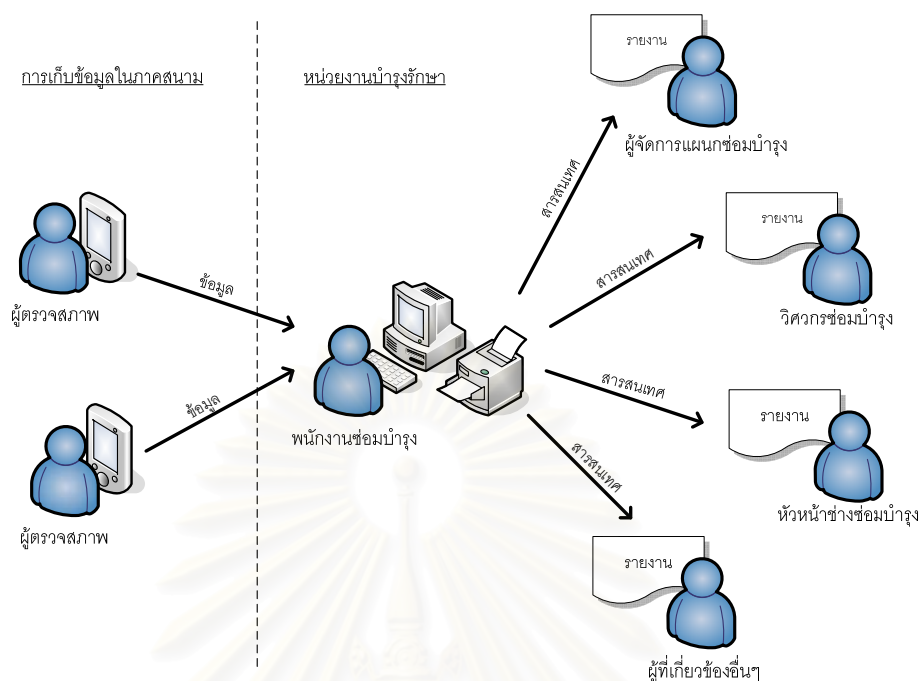 รายงาน
การเก็บข้อมูลในภาคสนาม
หน่วยงานบำรุงรักษา
ผู้จัดการแผนกซ่อมบำรุง
สารสนเทศ
รายงาน
สารสนเทศ
ข้อมูล
ผู้ตรวจสภาพ
วิศวกรซ่อมบำรุง
สารสนเทศ
ข้อมูล
รายงาน
พนักงานซ่อมบำรุง
สารสนเทศ
หัวหน้าช่างซ่อมบำรุง
ผู้ตรวจสภาพ
รายงาน
ผู้ที่เกี่ยวข้องอื่นๆ